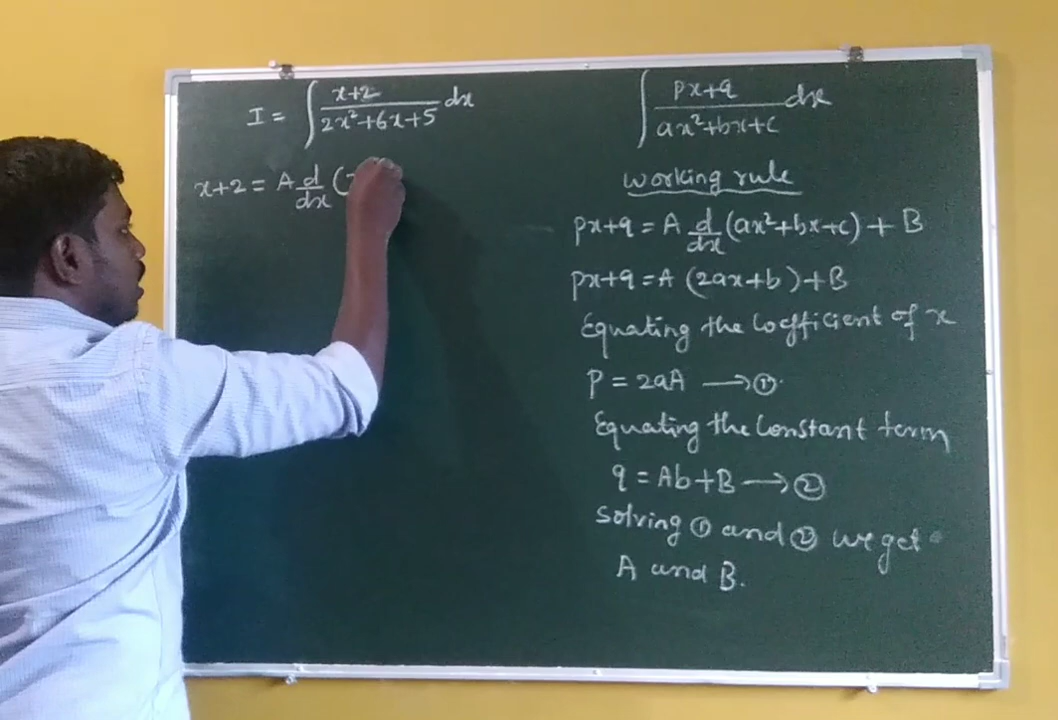 I = ∫ x+2 / 2x²+6x+5 dx
x+2 = A d/dx (
∫ px+q / ax²+bx+c dx
working rule
px+q = A d/dx (ax²+bx+c) + B
px+q = A (2ax+b) + B
Equating the Coefficient of x
P = 2aA → ①
Equating the Constant term
q = Ab+B → ②
Solving ① and ② we get
A and B.